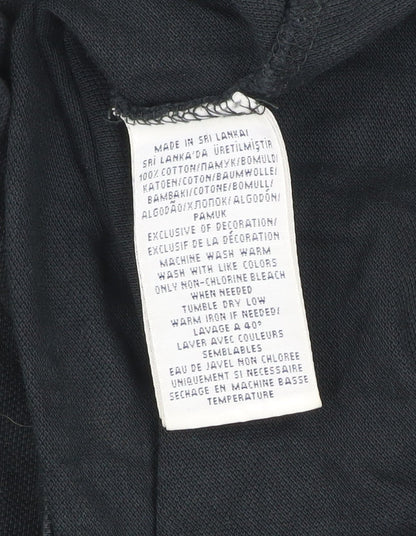 MADE IN SRI LANKA/
SRİ LANKA'DA ÜRETİLMİŞTİR
100% COTTON/ПАМУК/BOMULD/
KATOEN/COTON/BAUMWOLLE/
BAMBAKI/COTONE/BOMULL/
ALGODÃO/ХЛОПОК/ALGODÓN/
PAMUK
EXCLUSIVE OF DECORATION/
EXCLUSIF DE LA DÉCORATION
MACHINE WASH WARM
WASH WITH LIKE COLORS
ONLY NON-CHLORINE BLEACH
WHEN NEEDED
TUMBLE DRY LOW
WARM IRON IF NEEDED/
LAVAGE A 40°
LAVER AVEC COULEURS
SEMBLABLES
EAU DE JAVEL NON CHLOREE
UNIQUEMENT SI NECESSAIRE
SECHAGE EN MACHINE BASSE
TEMPERATURE